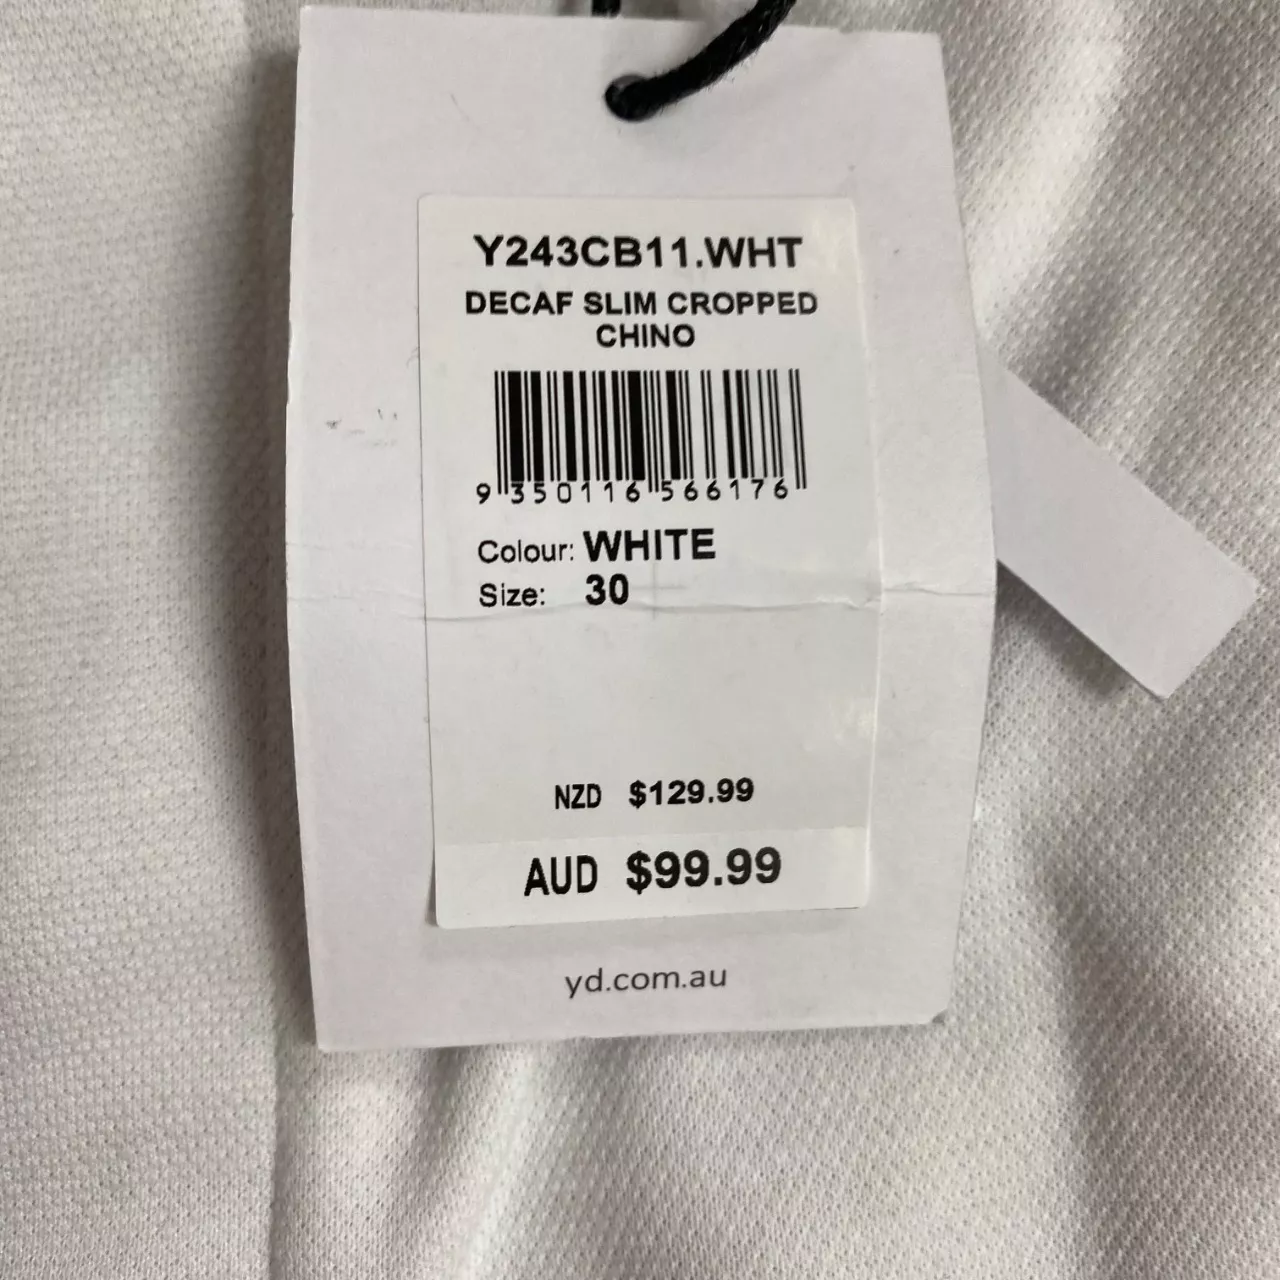 Y243CB11.WHT
DECAF SLIM CROPPED
CHINO
9 350116 566176
Colour: WHITE
Size: 30
NZD $129.99
AUD $99.99
yd.com.au